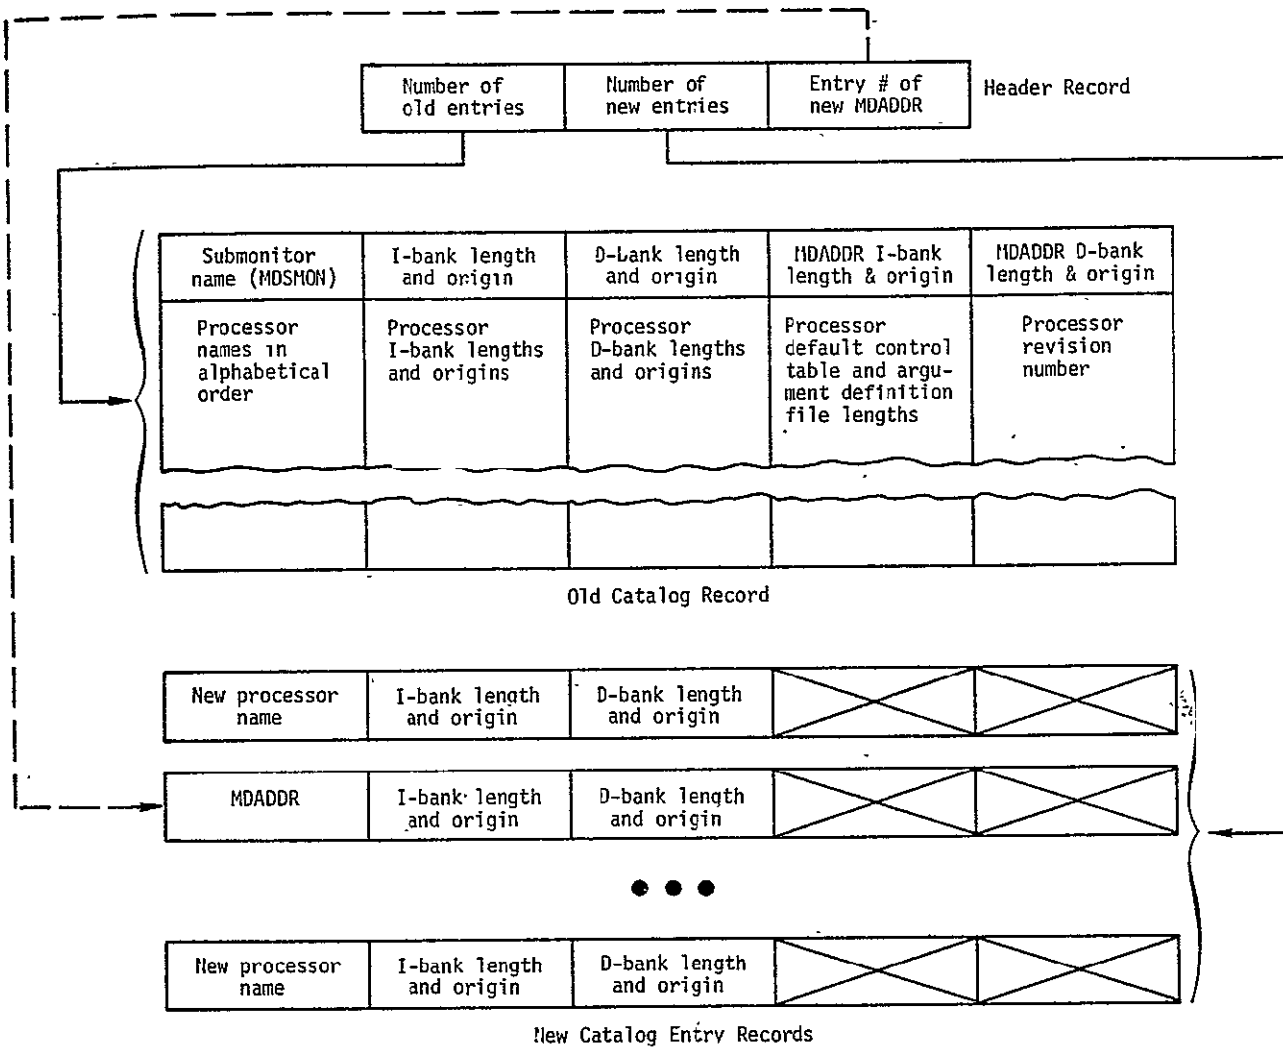 Number of old entries
Number of new entries
Entry # of new MDADDR
Header Record
Submonitor name (MDSMON)
I-bank length and origin
D-bank length and origin
MDADDR I-bank length & origin
MDADDR D-bank length & origin
Processor names in alphabetical order
Processor I-bank lengths and origins
Processor D-bank lengths and origins
Processor default control table and argu-ment definition file lengths
Processor revision number
Old Catalog Record
New processor name
I-bank length and origin
D-bank length and origin
MDADDR
I-bank length and origin
D-bank length and origin
New processor name
I-bank length and origin
D-bank length and origin
New Catalog Entry Records